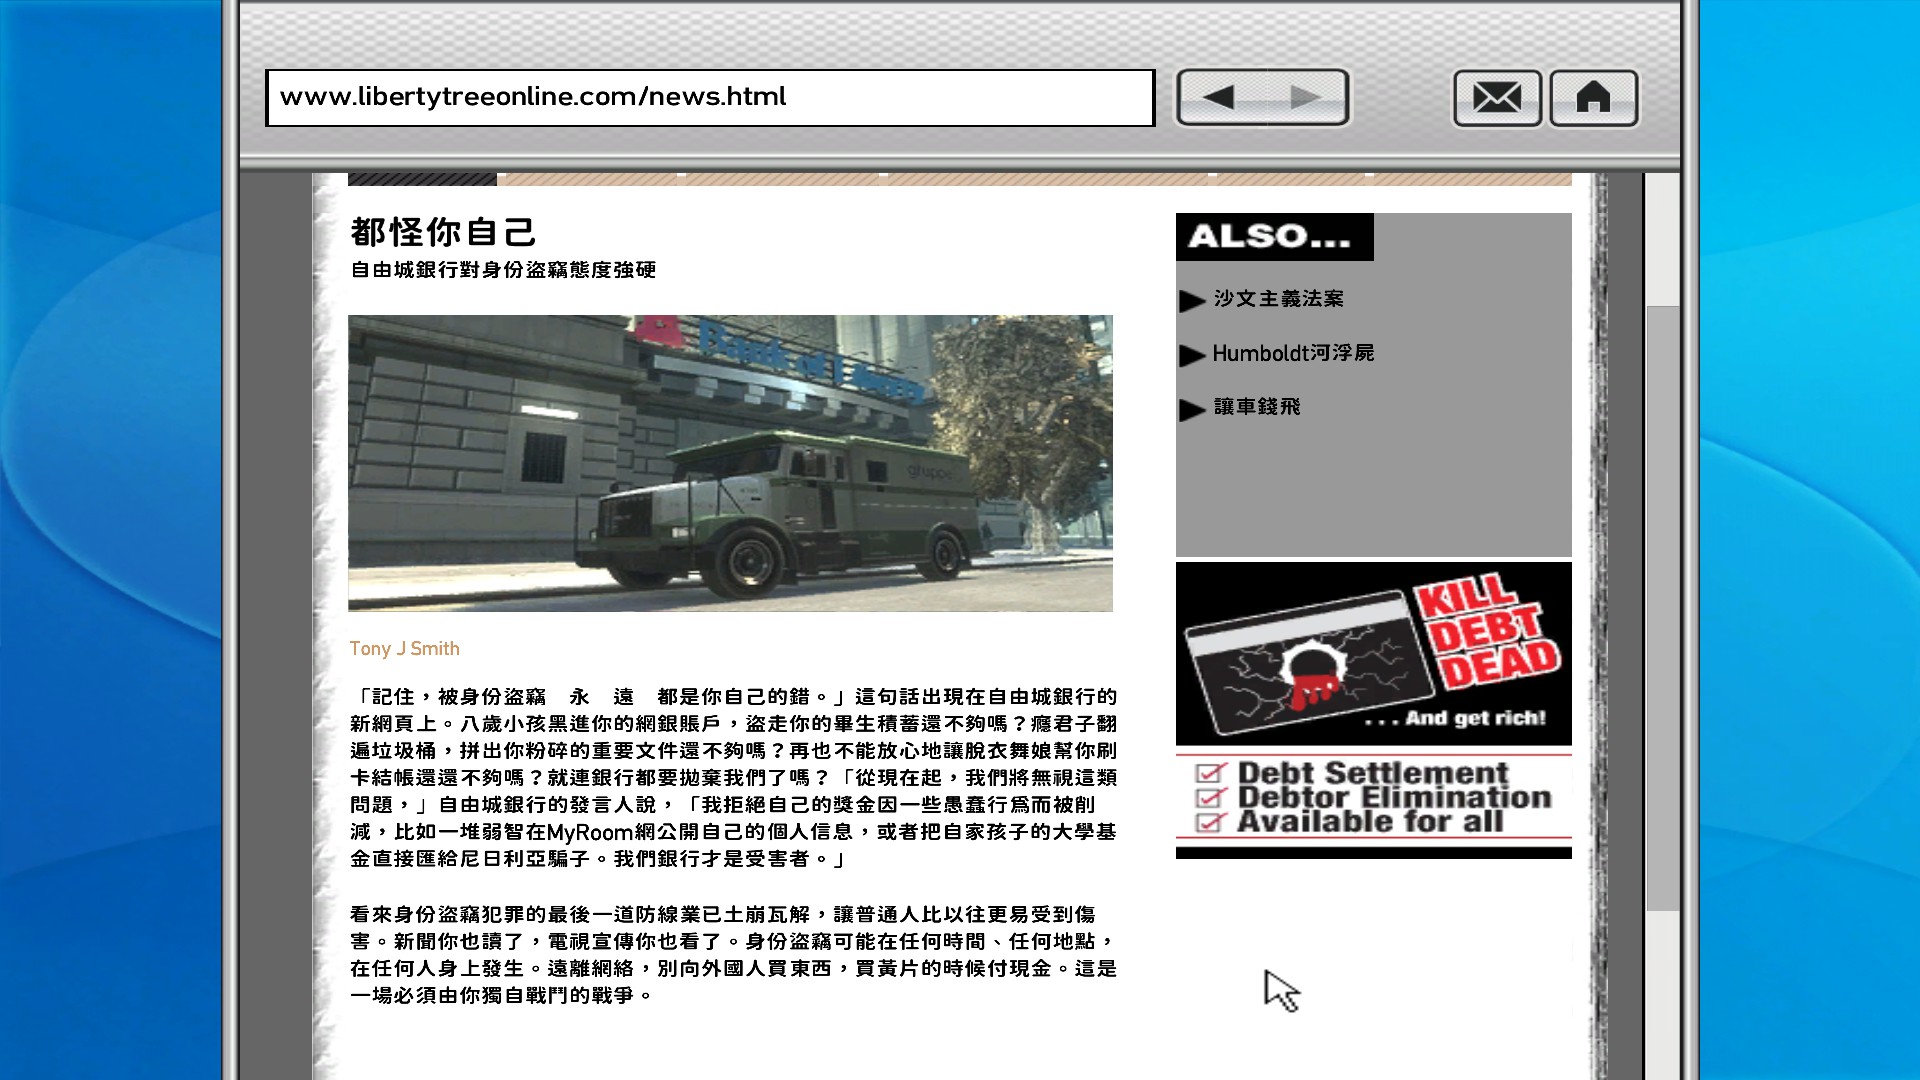 www.libertytreeonline.com/news.html
都怪你自己
自由城銀行對身份盜竊態度強硬
Bank of Liberty
gruppe
Tony J Smith
「記住，被身份盜竊　永　遠　都是你自己的錯。」這句話出現在自由城銀行的
新網頁上。八歲小孩黑進你的網銀賬戶，盜走你的畢生積蓄還不夠嗎？癮君子翻
遍垃圾桶，拼出你粉碎的重要文件還不夠嗎？再也不能放心地讓脫衣舞娘幫你刷
卡結帳還還不夠嗎？就連銀行都要拋棄我們了嗎？「從現在起，我們將無視這類
問題，」自由城銀行的發言人說，「我拒絕自己的獎金因一些愚蠢行為而被削
減，比如一堆弱智在MyRoom網公開自己的個人信息，或者把自家孩子的大學基
金直接匯給尼日利亞騙子。我們銀行才是受害者。」
看來身份盜竊犯罪的最後一道防線業已土崩瓦解，讓普通人比以往更易受到傷
害。新聞你也讀了，電視宣傳你也看了。身份盜竊可能在任何時間、任何地點，
在任何人身上發生。遠離網絡，別向外國人買東西，買黃片的時候付現金。這是
一場必須由你獨自戰鬥的戰爭。
ALSO...
沙文主義法案
Humboldt河浮屍
讓車錢飛
KILL
DEBT
DEAD
...And get rich!
Debt Settlement
Debtor Elimination
Available for all